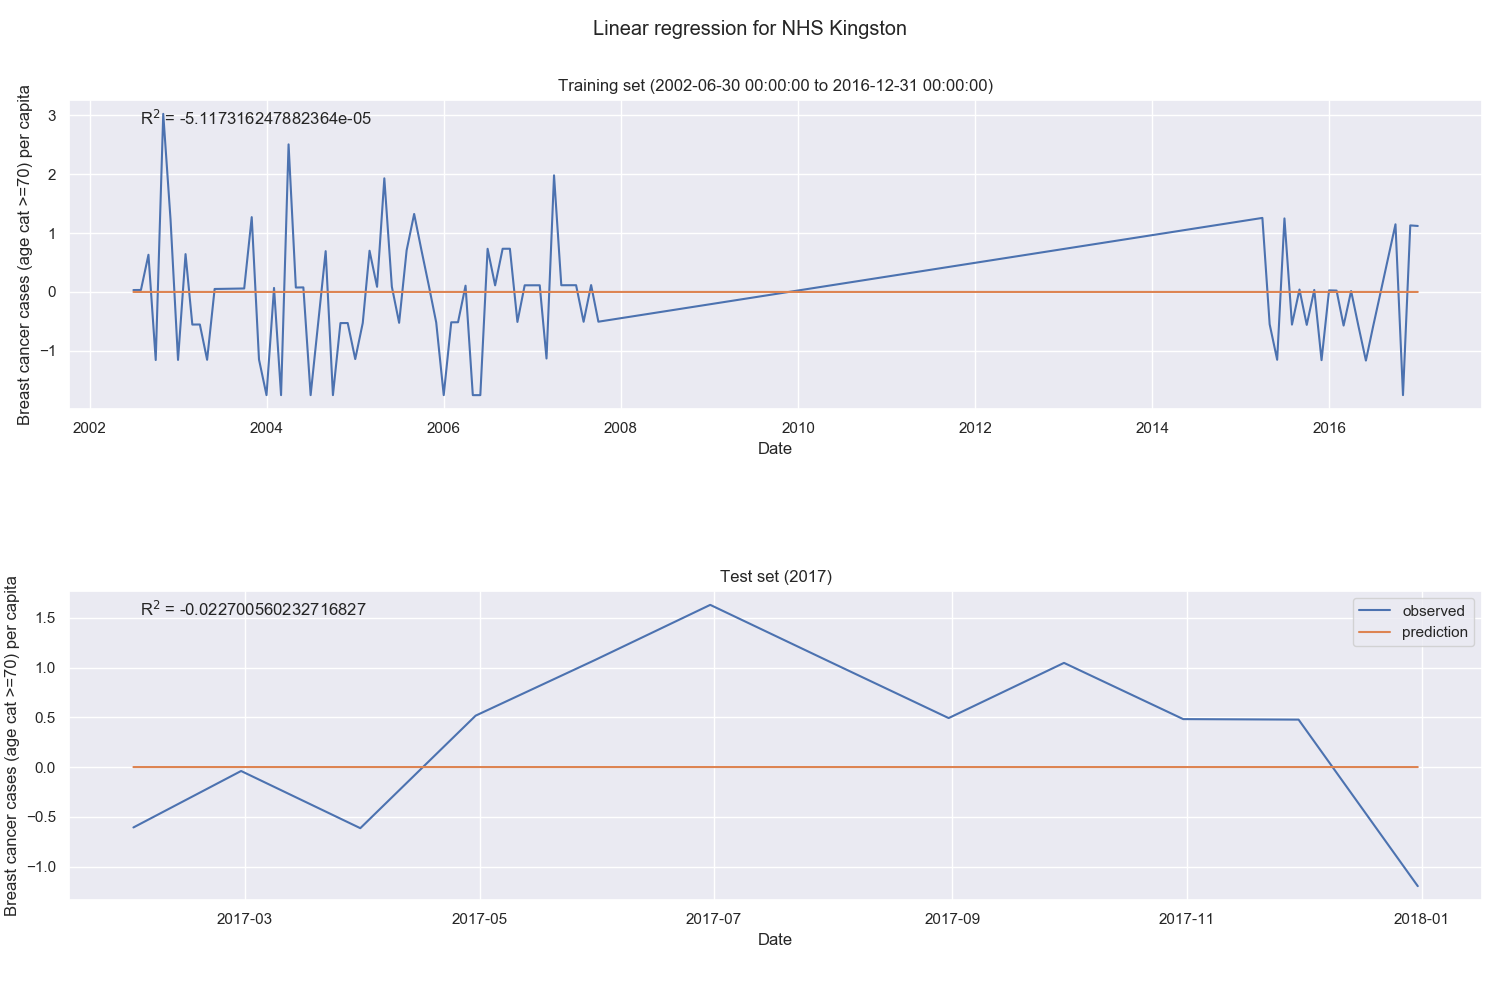 Linear regression for NHS Kingston
Training set (2002-06-30 00:00:00 to 2016-12-31 00:00:00)
R² = -5.117316247882364e-05
Breast cancer cases (age cat >=70) per capita
3
2
1
0
−1
2002 2004 2006 2008 2010 2012 2014 2016
Date
Test set (2017)
R² = -0.022700560232716827
observed
prediction
Breast cancer cases (age cat >=70) per capita
1.5
1.0
0.5
0.0
−0.5
−1.0
2017-03 2017-05 2017-07 2017-09 2017-11 2018-01
Date